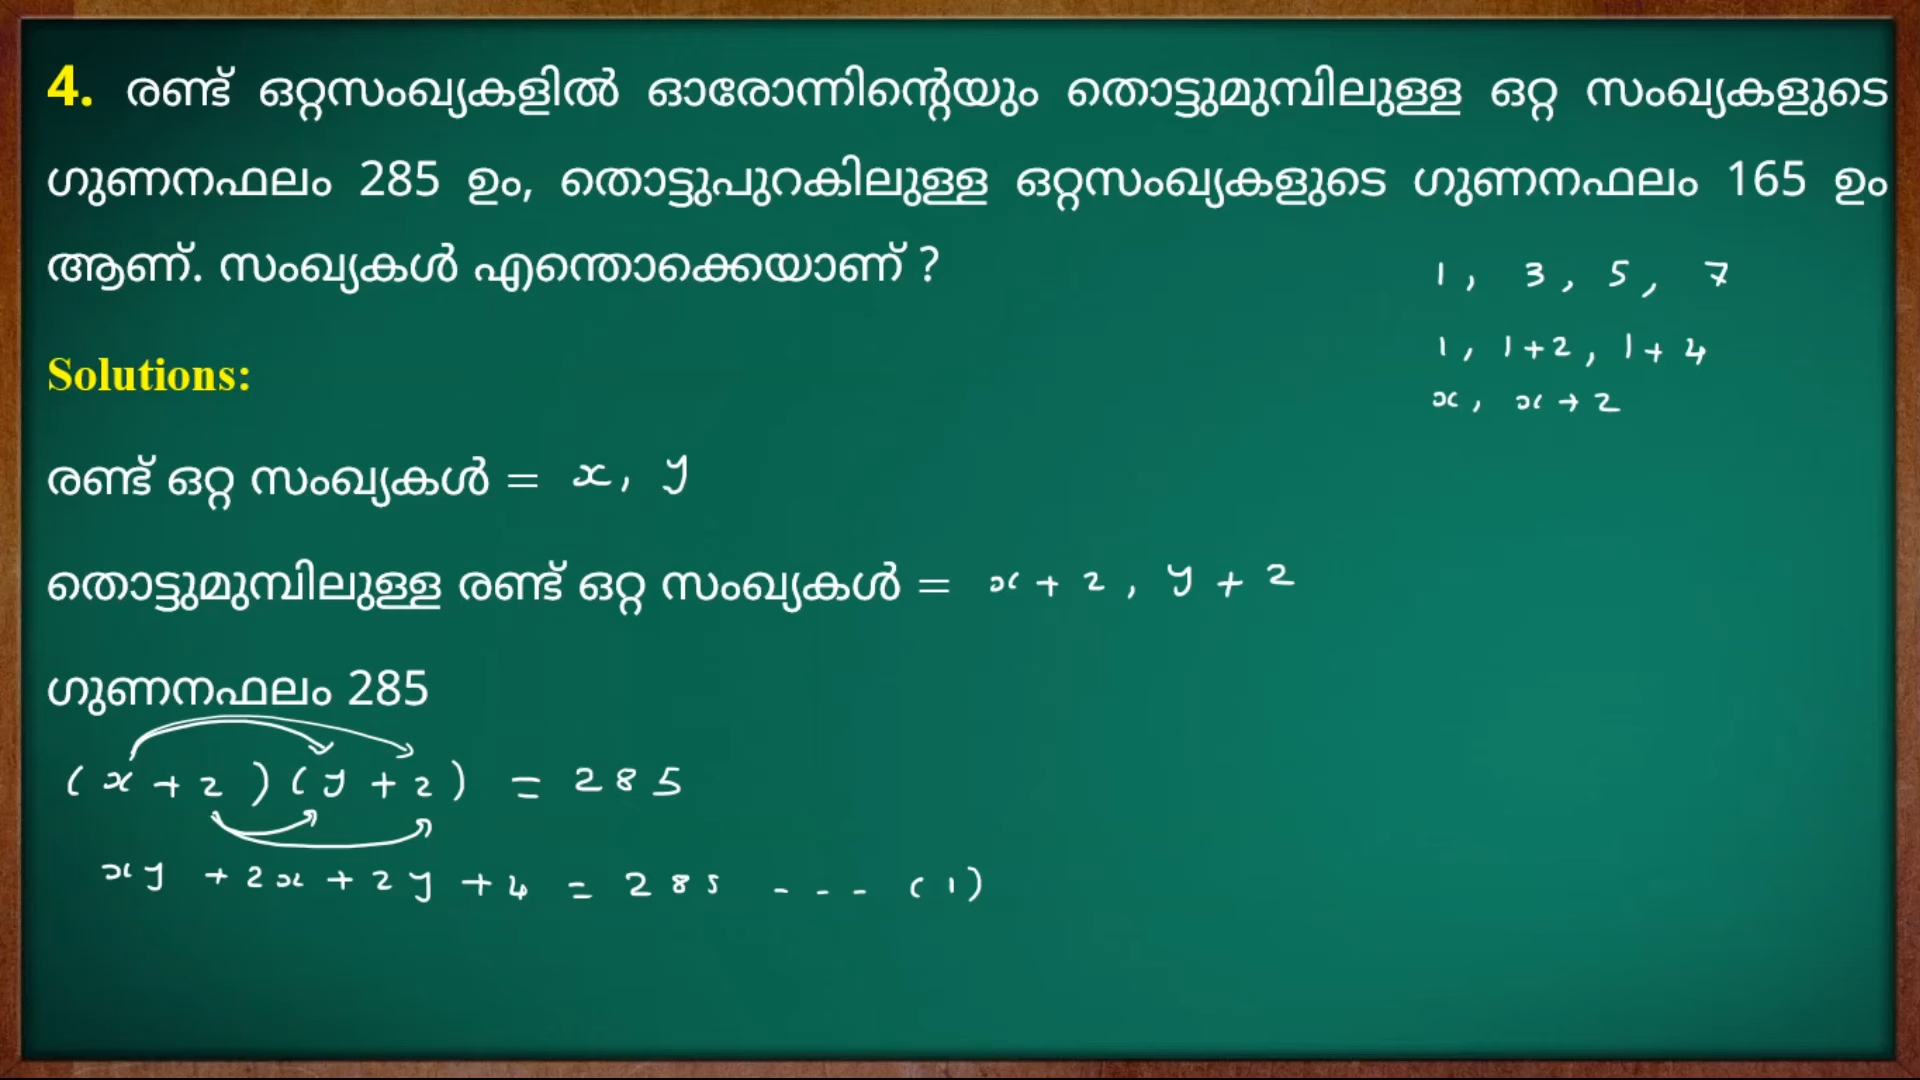 4. രണ്ട് ഒറ്റസംഖ്യകളിൽ ഓരോന്നിന്റെയും തൊട്ടുമുമ്പിലുള്ള ഒറ്റ സംഖ്യകളുടെ
ഗുണനഫലം 285 ഉം, തൊട്ടുപുറകിലുള്ള ഒറ്റസംഖ്യകളുടെ ഗുണനഫലം 165 ഉം
ആണ്. സംഖ്യകൾ എന്തൊക്കെയാണ് ?
1, 3, 5, 7
1, 1+2, 1+4
x, x+2
Solutions:
രണ്ട് ഒറ്റ സംഖ്യകൾ = x, y
തൊട്ടുമുമ്പിലുള്ള രണ്ട് ഒറ്റ സംഖ്യകൾ = x+2, y+2
ഗുണനഫലം 285
(x+2)(y+2) = 285
xy +2x+2y+4 = 285 --- (1)